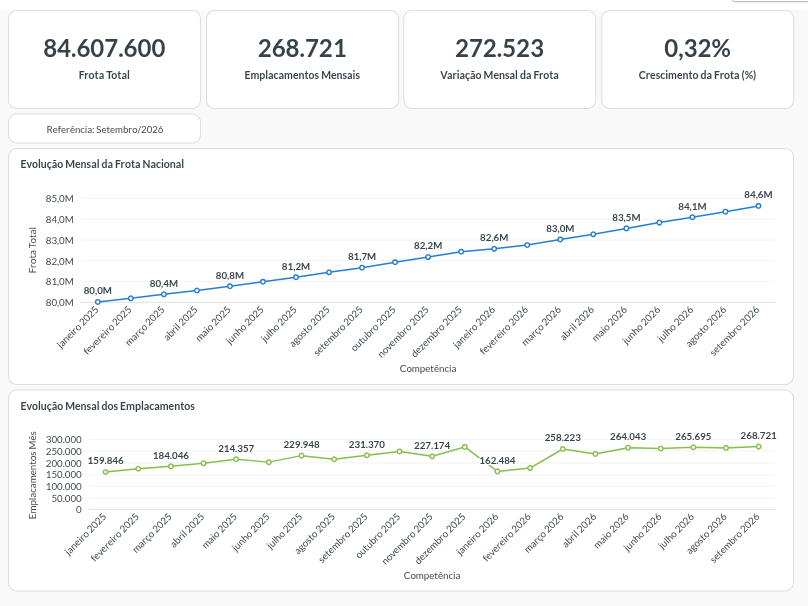 84.607.600
Frota Total
268.721
Emplacamentos Mensais
272.523
Variação Mensal da Frota
0,32%
Crescimento da Frota (%)
Referência: Setembro/2026
Evolução Mensal da Frota Nacional
Frota Total
85,0M
84,0M
83,0M
82,0M
81,0M
80,0M
80,0M
80,4M
80,8M
81,2M
81,7M
82,2M
82,6M
83,0M
83,5M
84,1M
84,6M
janeiro 2025
fevereiro 2025
março 2025
abril 2025
maio 2025
junho 2025
julho 2025
agosto 2025
setembro 2025
outubro 2025
novembro 2025
dezembro 2025
janeiro 2026
fevereiro 2026
março 2026
abril 2026
maio 2026
junho 2026
julho 2026
agosto 2026
setembro 2026
Competência
Evolução Mensal dos Emplacamentos
Emplacamentos Mês
300.000
250.000
200.000
150.000
100.000
50.000
0
159.846
184.046
214.357
229.948
231.370
227.174
162.484
258.223
264.043
265.695
268.721
janeiro 2025
fevereiro 2025
março 2025
abril 2025
maio 2025
junho 2025
julho 2025
agosto 2025
setembro 2025
outubro 2025
novembro 2025
dezembro 2025
janeiro 2026
fevereiro 2026
março 2026
abril 2026
maio 2026
junho 2026
julho 2026
agosto 2026
setembro 2026
Competência